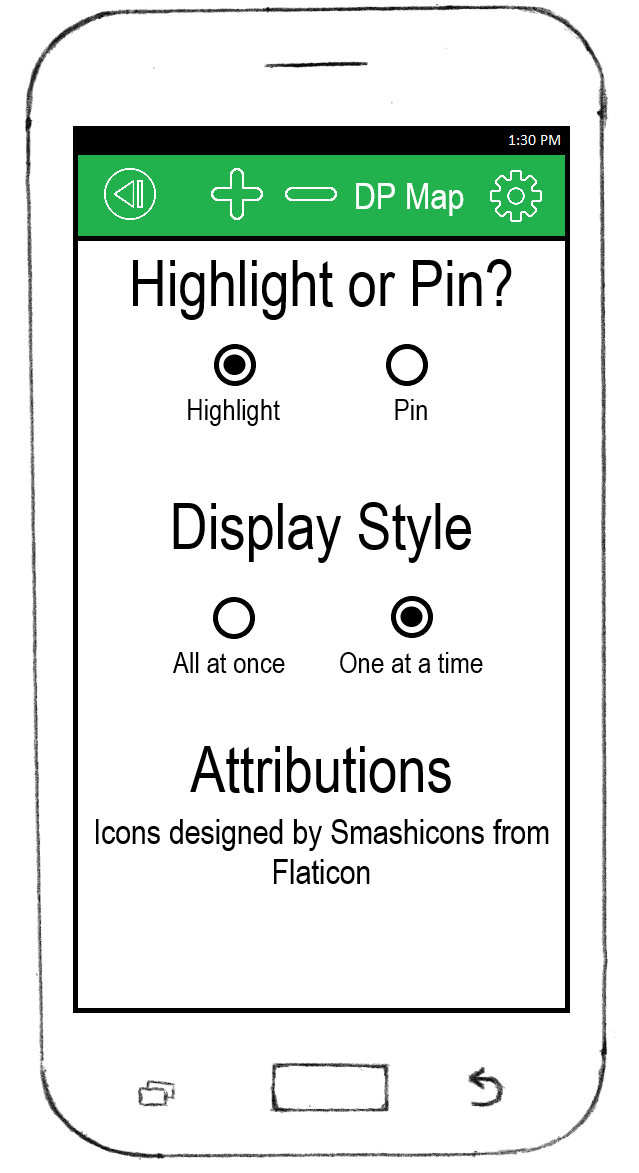 1:30 PM
DP Map
Highlight or Pin?
Highlight Pin
Display Style
All at once One at a time
Attributions
Icons designed by Smashicons from
Flaticon